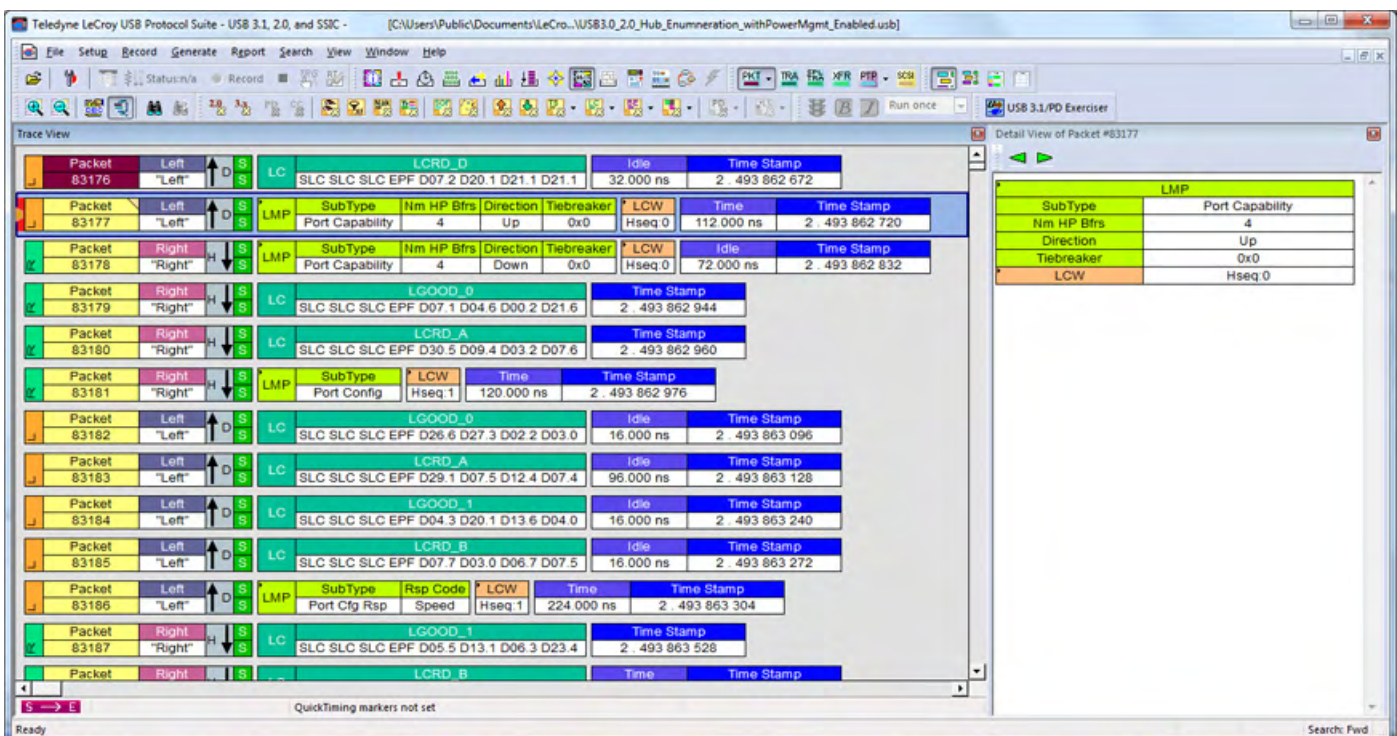 Teledyne LeCroy USB Protocol Suite - USB 3.1, 2.0, and SSIC - [C:\Users\Public\Documents\LeCro...\USB3.0_2.0_Hub_Enumneration_withPowerMgmt_Enabled.usb]
File Setup Record Generate Report Search View Window Help
Status:n/a Record PKT TRA XFR PTP SCSI
2.0 3.x Run once USB 3.1/PD Exerciser
Trace View
Packet Left D S LC LCRD_D Idle Time Stamp
83176 "Left" S SLC SLC SLC EPF D07.2 D20.1 D21.1 D21.1 32.000 ns 2 . 493 862 672
Packet Left D S LMP SubType Nm HP Bfrs Direction Tiebreaker LCW Time Time Stamp
83177 "Left" S Port Capability 4 Up 0x0 Hseq:0 112.000 ns 2 . 493 862 720
Packet Right H S LMP SubType Nm HP Bfrs Direction Tiebreaker LCW Idle Time Stamp
83178 "Right" S Port Capability 4 Down 0x0 Hseq:0 72.000 ns 2 . 493 862 832
Packet Right H S LC LGOOD_0 Time Stamp
83179 "Right" S SLC SLC SLC EPF D07.1 D04.6 D00.2 D21.6 2 . 493 862 944
Packet Right H S LC LCRD_A Time Stamp
83180 "Right" S SLC SLC SLC EPF D30.5 D09.4 D03.2 D07.6 2 . 493 862 960
Packet Right H S LMP SubType LCW Time Time Stamp
83181 "Right" S Port Config Hseq:1 120.000 ns 2 . 493 862 976
Packet Left D S LC LGOOD_0 Idle Time Stamp
83182 "Left" S SLC SLC SLC EPF D26.6 D27.3 D02.2 D03.0 16.000 ns 2 . 493 863 096
Packet Left D S LC LCRD_A Idle Time Stamp
83183 "Left" S SLC SLC SLC EPF D29.1 D07.5 D12.4 D07.4 96.000 ns 2 . 493 863 128
Packet Left D S LC LGOOD_1 Idle Time Stamp
83184 "Left" S SLC SLC SLC EPF D04.3 D20.1 D13.6 D04.0 16.000 ns 2 . 493 863 240
Packet Left D S LC LCRD_B Idle Time Stamp
83185 "Left" S SLC SLC SLC EPF D07.7 D03.0 D06.7 D07.5 16.000 ns 2 . 493 863 272
Packet Left D S LMP SubType Rsp Code LCW Time Time Stamp
83186 "Left" S Port Cfg Rsp Speed Hseq:1 224.000 ns 2 . 493 863 304
Packet Right H S LC LGOOD_1 Time Stamp
83187 "Right" S SLC SLC SLC EPF D05.5 D13.1 D06.3 D23.4 2 . 493 863 528
Packet Right S LCRD_B Time Time Stamp
S E QuickTiming markers not set
Detail View of Packet #83177
LMP
SubType Port Capability
Nm HP Bfrs 4
Direction Up
Tiebreaker 0x0
LCW Hseq:0
Ready Search: Fwd